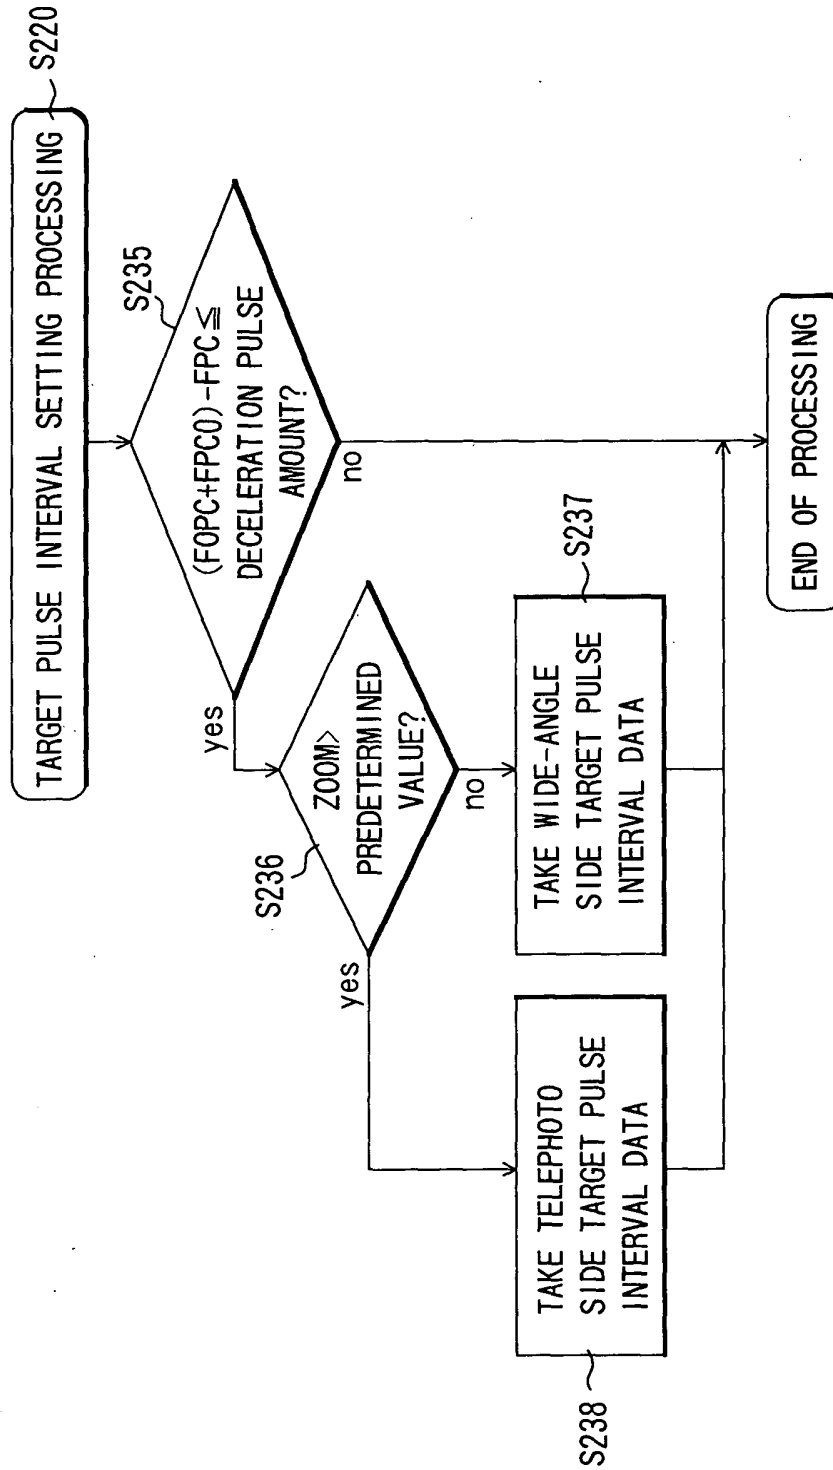 TARGET PULSE INTERVAL SETTING PROCESSING
S220
S235
(FOPC+FPC0)-FPC≦
DECELERATION PULSE
AMOUNT?
yes
no
S236
ZOOM>
PREDETERMINED
VALUE?
yes
no
S238
TAKE TELEPHOTO
SIDE TARGET PULSE
INTERVAL DATA
S237
TAKE WIDE-ANGLE
SIDE TARGET PULSE
INTERVAL DATA
END OF PROCESSING